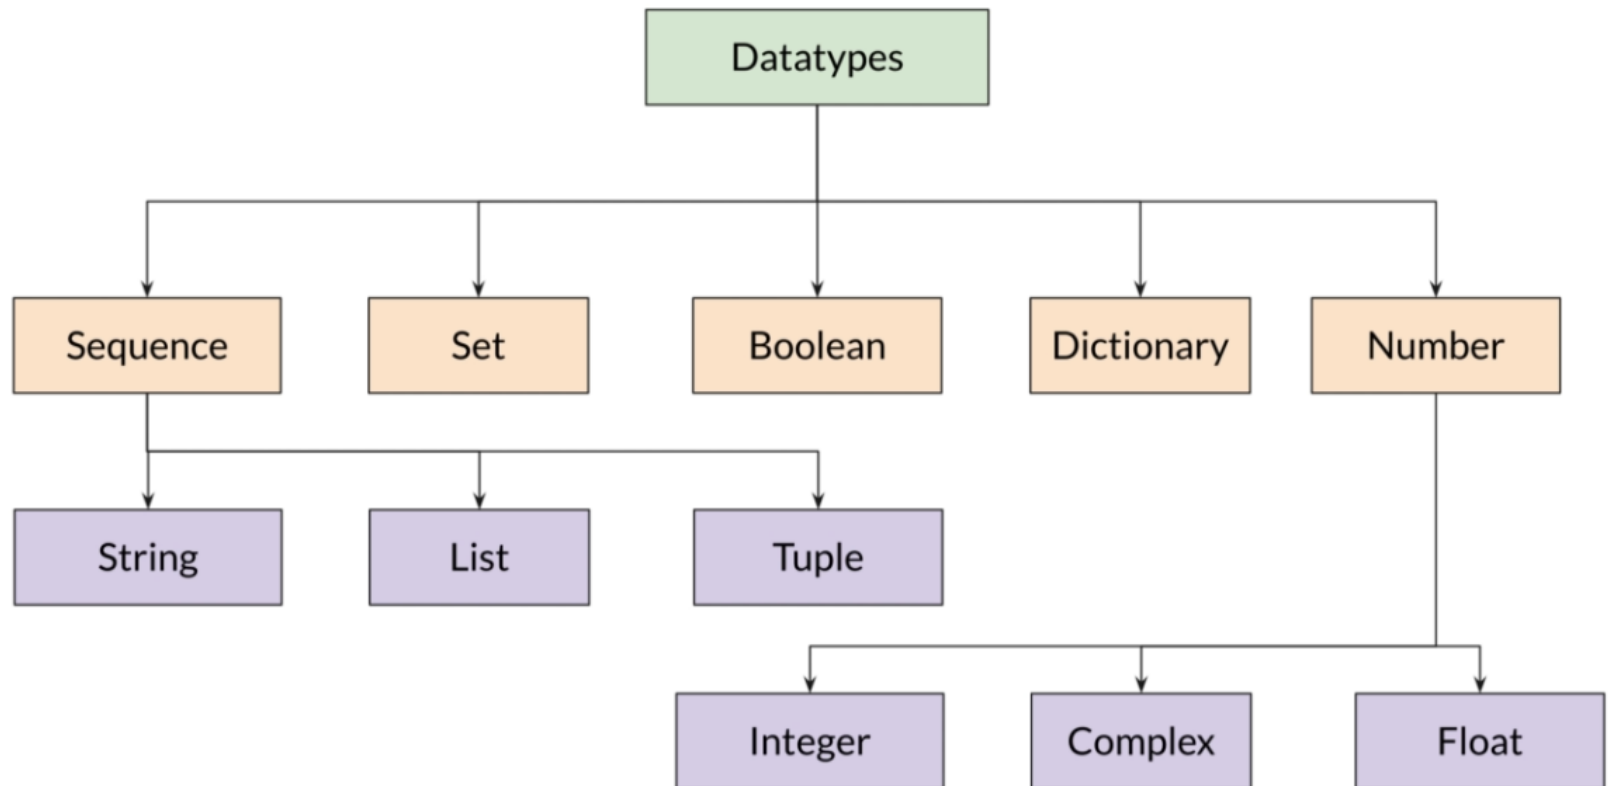 Datatypes
Sequence
Set
Boolean
Dictionary
Number
String
List
Tuple
Integer
Complex
Float